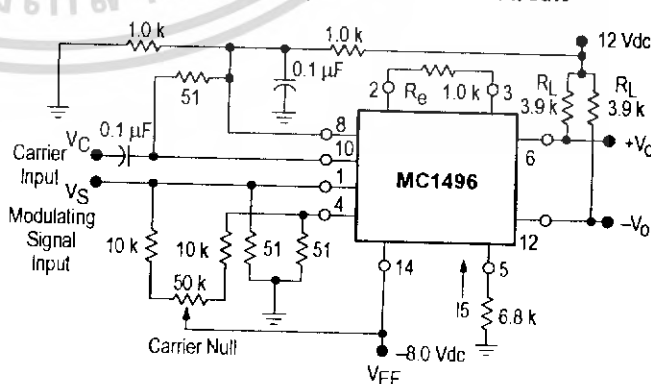 1.0 k
1.0 k
12 Vdc
51
0.1 µF
2
Re
1.0 k
3
RL
3.9 k
RL
3.9 k
VC
0.1 µF
Carrier
Input
8
10
6
+Vo
VS
Modulating
Signal
Input
1
4
MC1496
12
–Vo
10 k
10 k
51
51
50 k
14
I5
5
6.8 k
Carrier Null
–8.0 Vdc
VEE